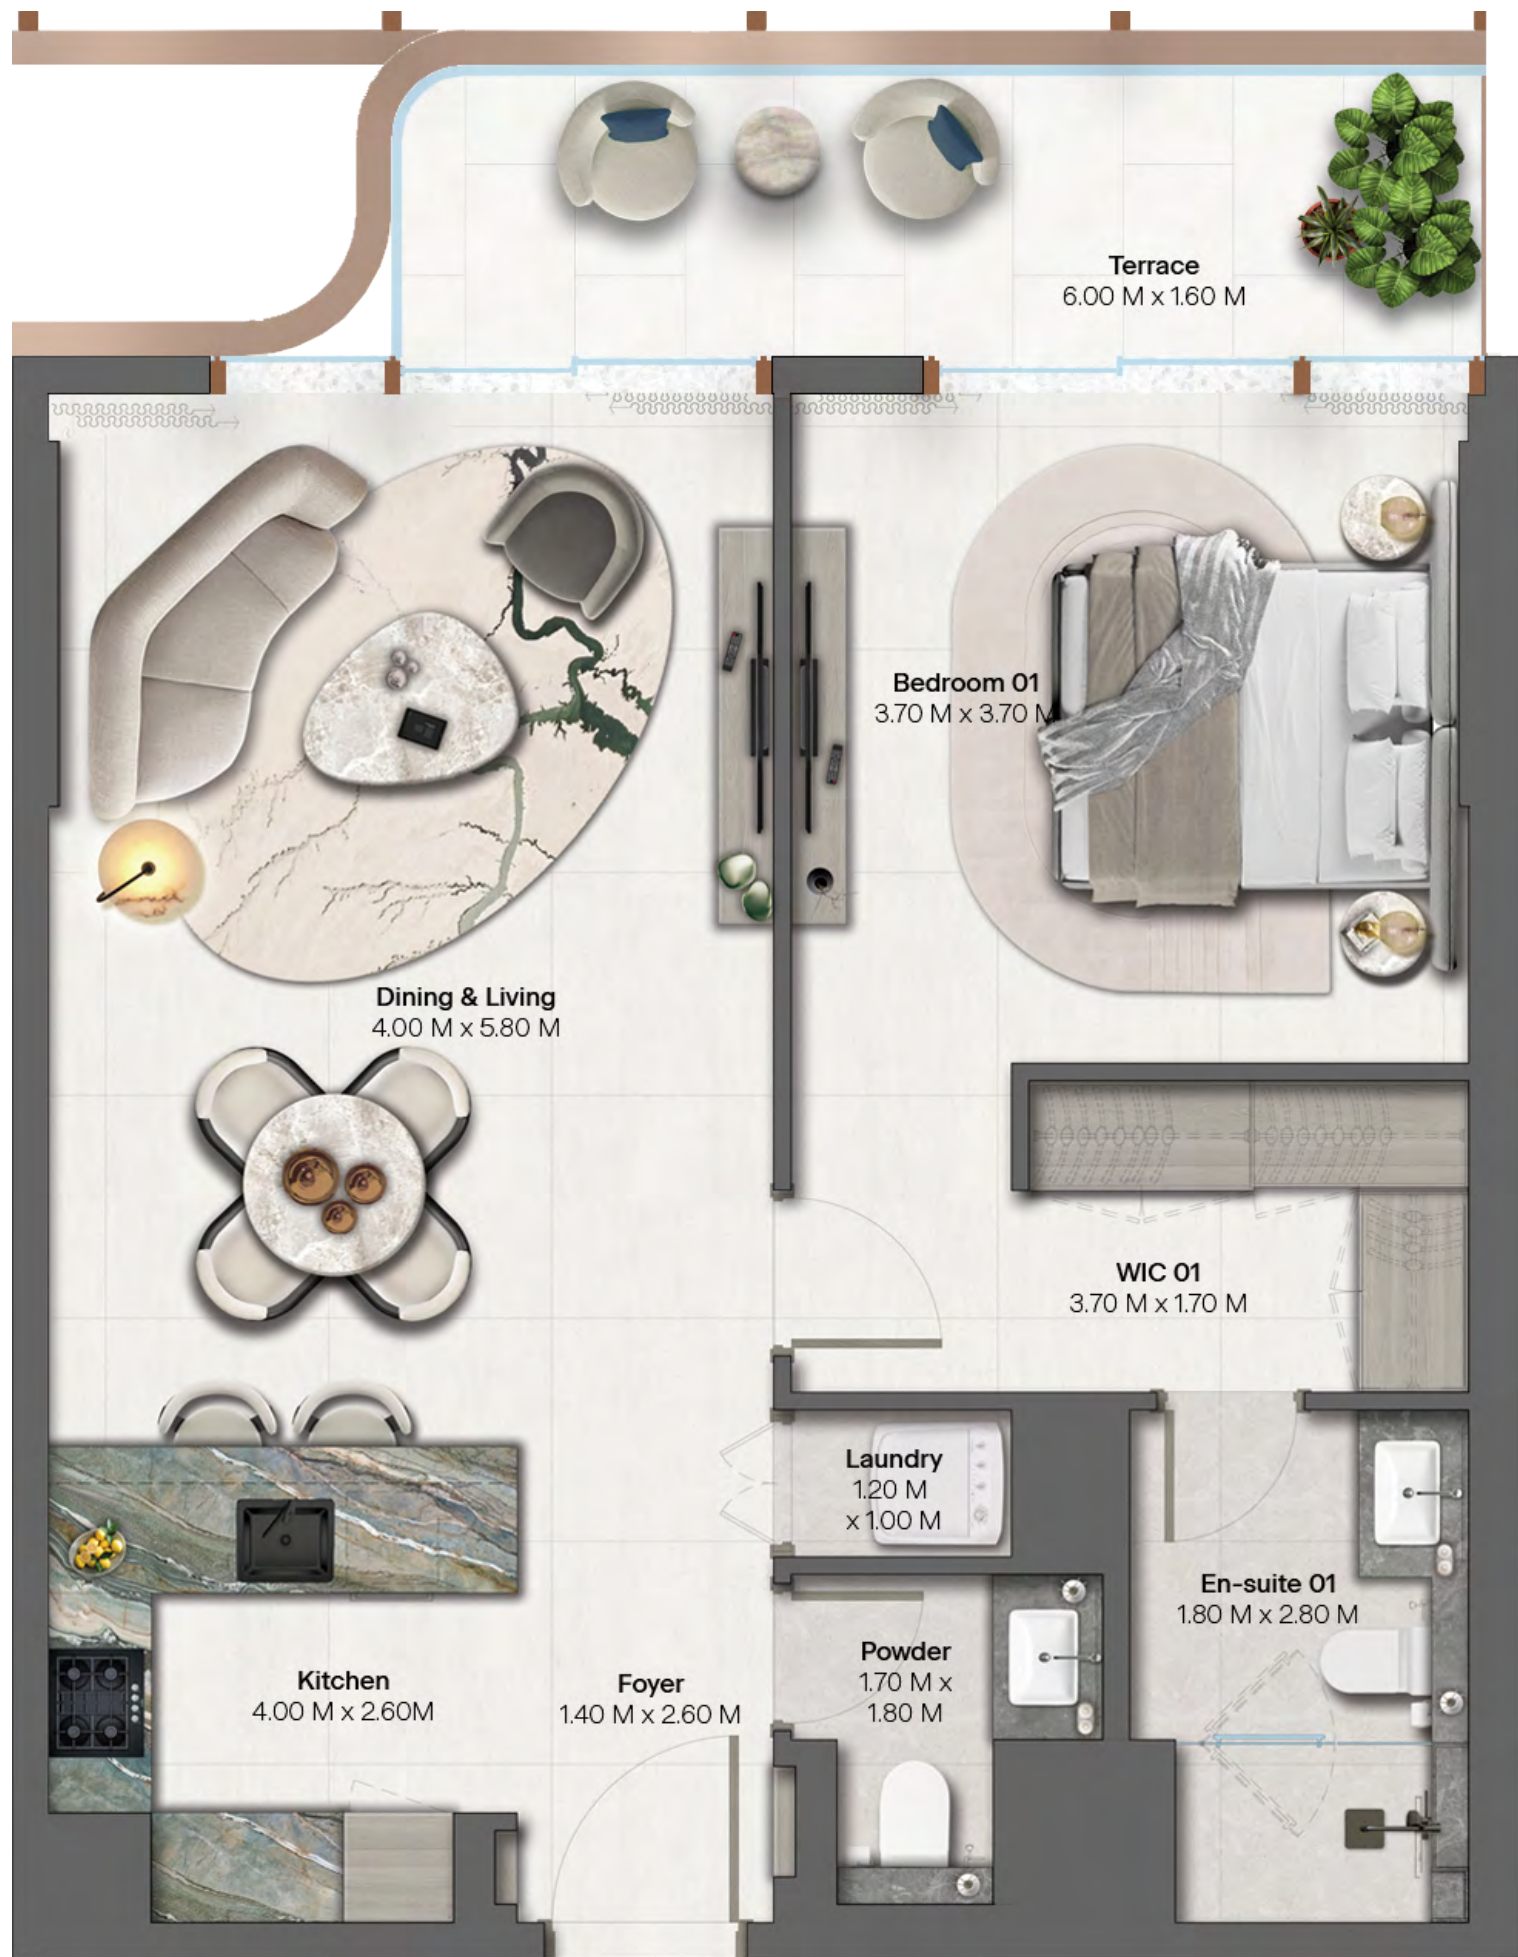 Terrace
6.00 M x 1.60 M
Bedroom 01
3.70 M x 3.70 M
Dining & Living
4.00 M x 5.80 M
WIC 01
3.70 M x 1.70 M
Laundry
1.20 M
x 1.00 M
En-suite 01
1.80 M x 2.80 M
Powder
1.70 M x
1.80 M
Kitchen
4.00 M x 2.60M
Foyer
1.40 M x 2.60 M